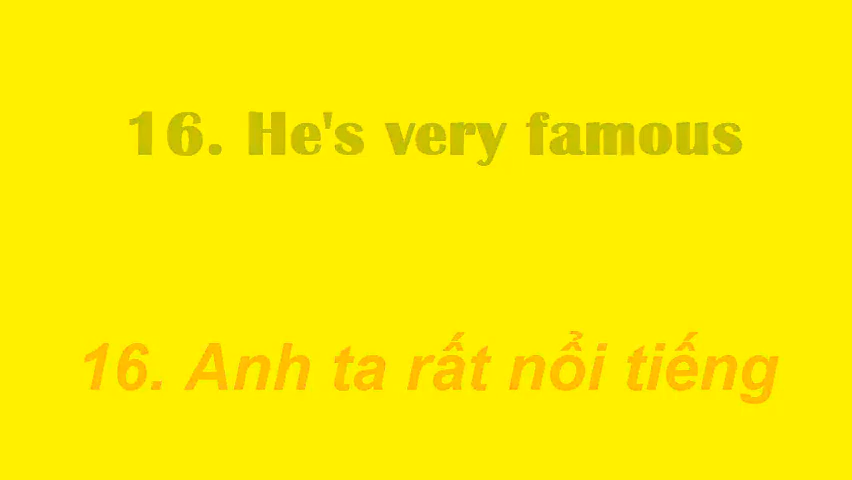 16. He's very famous
16. Anh ta rất nổi tiếng